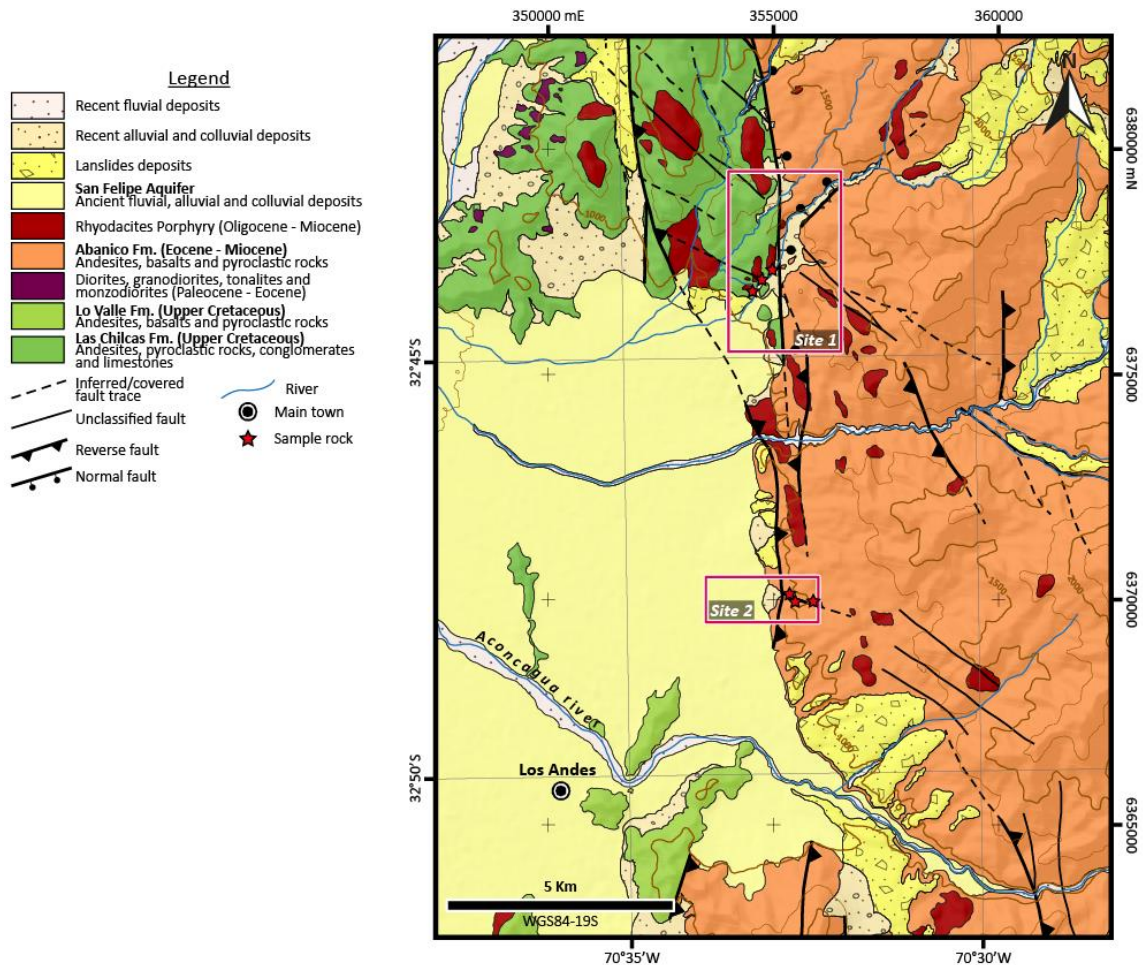 350000 mE
355000
360000
Legend
Recent fluvial deposits
Recent alluvial and colluvial deposits
Lanslides deposits
San Felipe Aquifer
Ancient fluvial, alluvial and colluvial deposits
Rhyodacites Porphyry (Oligocene - Miocene)
Abanico Fm. (Eocene - Miocene)
Andesites, basalts and pyroclastic rocks
Diorites, granodiorites, tonalites and
monzodiorites (Paleocene - Eocene)
Lo Valle Fm. (Upper Cretaceous)
Andesites, basalts and pyroclastic rocks
Las Chilcas Fm. (Upper Cretaceous)
Andesites, pyroclastic rocks, conglomerates
and limestones
Inferred/covered
fault trace
Unclassified fault
Reverse fault
Normal fault
River
Main town
Sample rock
N
1500
1000
1000
6380000 mN
Site 1
32°45'S
6375000
1500
2000
6370000
Site 2
Aconcagua river
1000
Los Andes
32°50'S
6365000
5 Km
WGS84-19S
70°35'W
70°30'W